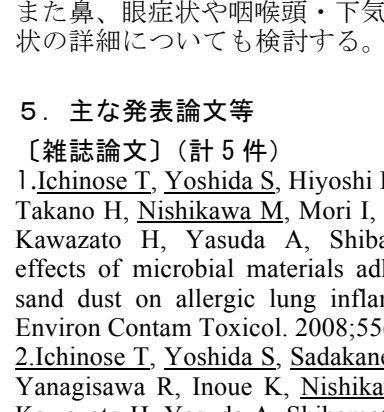 また鼻、眼症状や咽喉頭・下気
状の詳細についても検討する。
５．主な発表論文等
〔雑誌論文〕（計 5 件）
1.Ichinose T, Yoshida S, Hiyoshi
Takano H, Nishikawa M, Mori I,
Kawazato H, Yasuda A, Shiba
effects of microbial materials adh
sand dust on allergic lung inflar
Environ Contam Toxicol. 2008;55
2.Ichinose T, Yoshida S, Sadakane
Yanagisawa R, Inoue K, Nishika